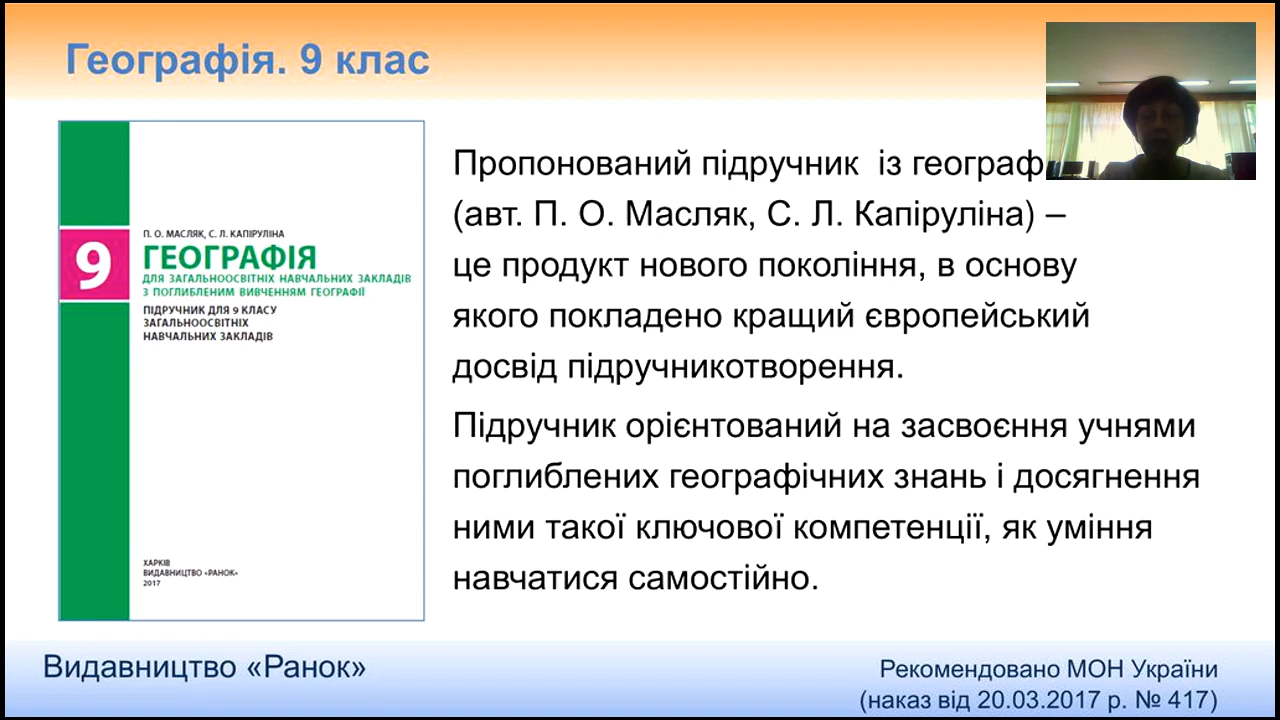 Географія. 9 клас
П. О. МАСЛЯК, С. Л. КАПІРУЛІНА
9
ГЕОГРАФІЯ
ДЛЯ ЗАГАЛЬНООСВІТНІХ НАВЧАЛЬНИХ ЗАКЛАДІВ
З ПОГЛИБЛЕНИМ ВИВЧЕННЯМ ГЕОГРАФІЇ
ПІДРУЧНИК ДЛЯ 9 КЛАСУ
ЗАГАЛЬНООСВІТНІХ
НАВЧАЛЬНИХ ЗАКЛАДІВ
ХАРКІВ
ВИДАВНИЦТВО «РАНОК»
2017
Пропонований підручник із географ
(авт. П. О. Масляк, С. Л. Капіруліна) –
це продукт нового покоління, в основу
якого покладено кращий європейський
досвід підручникотворення.
Підручник орієнтований на засвоєння учнями
поглиблених географічних знань і досягнення
ними такої ключової компетенції, як уміння
навчатися самостійно.
Видавництво «Ранок»
Рекомендовано МОН України
(наказ від 20.03.2017 р. № 417)